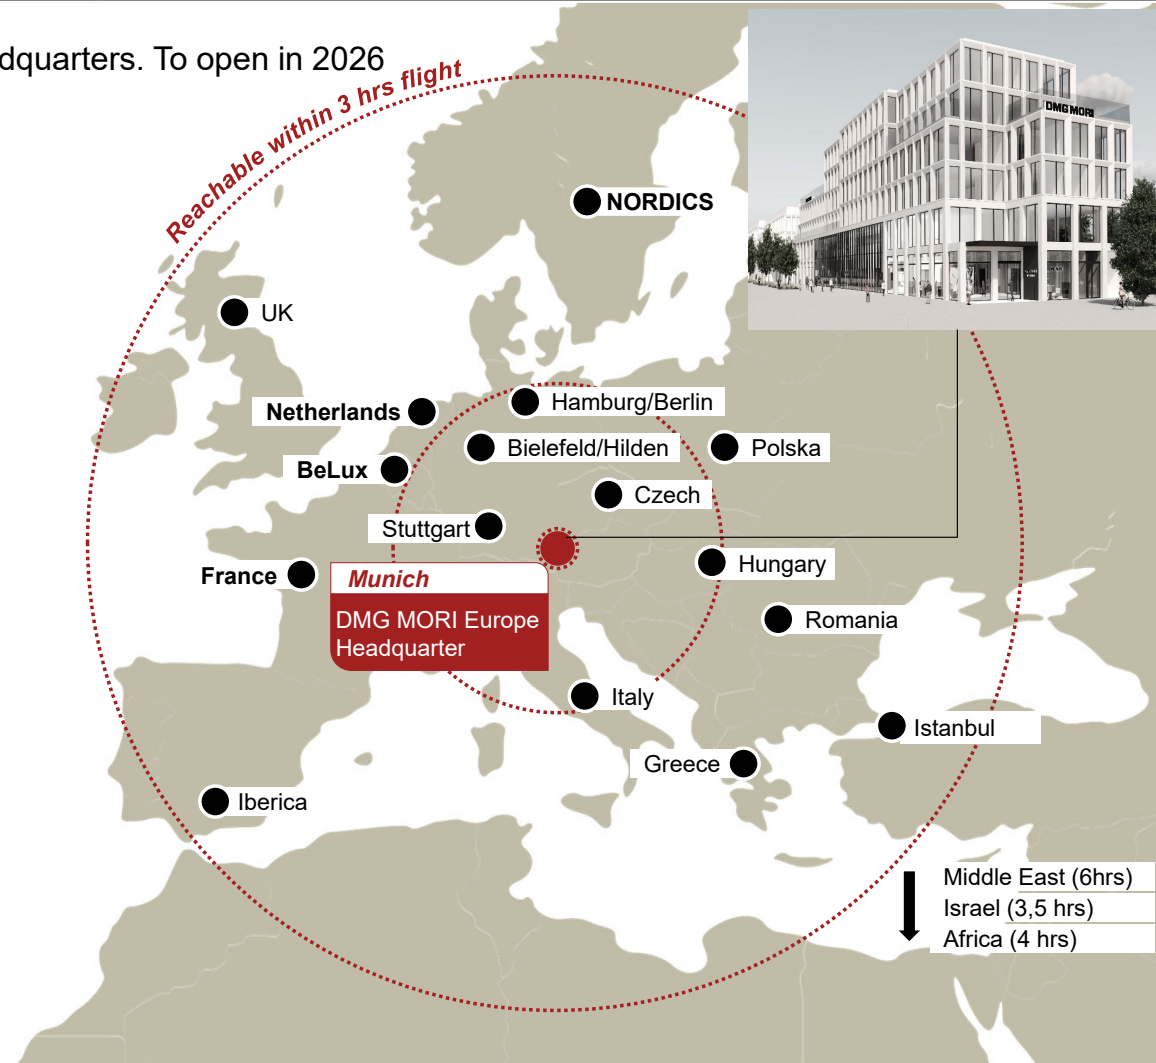 dquarters. To open in 2026
Reachable within 3 hrs flight
DMG MORI
NORDICS
UK
Netherlands
Hamburg/Berlin
Bielefeld/Hilden
Polska
BeLux
Czech
Stuttgart
Hungary
France
Munich
DMG MORI Europe
Headquarter
Romania
Italy
Istanbul
Greece
Iberica
Middle East (6hrs)
Israel (3,5 hrs)
Africa (4 hrs)